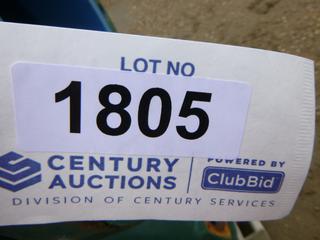 LOT NO
1805
CENTURY
AUCTIONS
POWERED BY
ClubBid
DIVISION OF CENTURY SERVICES